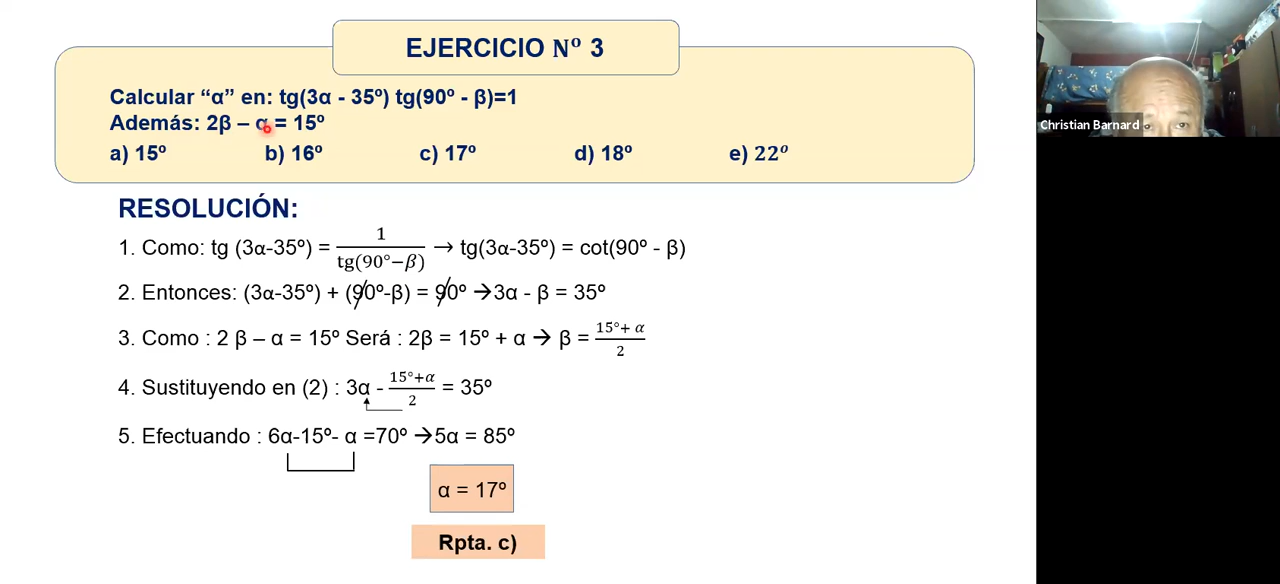 EJERCICIO Nº 3
Calcular “α” en: tg(3α - 35º) tg(90º - β)=1
Además: 2β – α = 15º
a) 15º b) 16º c) 17º d) 18º e) 22º
Christian Barnard
RESOLUCIÓN:
1. Como: tg (3α-35º) = 1/tg(90°−β) → tg(3α-35º) = cot(90º - β)
2. Entonces: (3α-35º) + (90º-β) = 90º →3α - β = 35º
3. Como : 2 β – α = 15º Será : 2β = 15º + α → β = (15°+ α)/2
4. Sustituyendo en (2) : 3α - (15°+α)/2 = 35º
5. Efectuando : 6α-15º- α =70º →5α = 85º
α = 17º
Rpta. c)